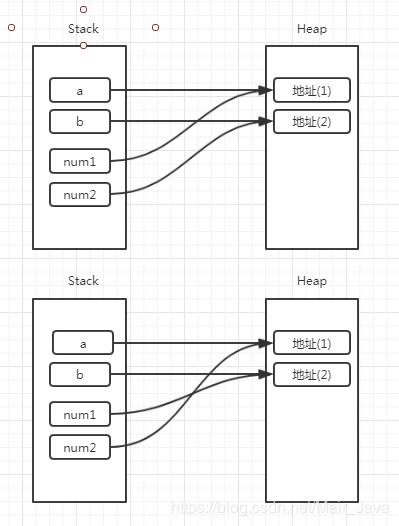 Stack
Heap
a
地址(1)
b
地址(2)
num1
num2
Stack
Heap
a
地址(1)
b
地址(2)
num1
num2
https://blog.csdn.net/Mair_Java